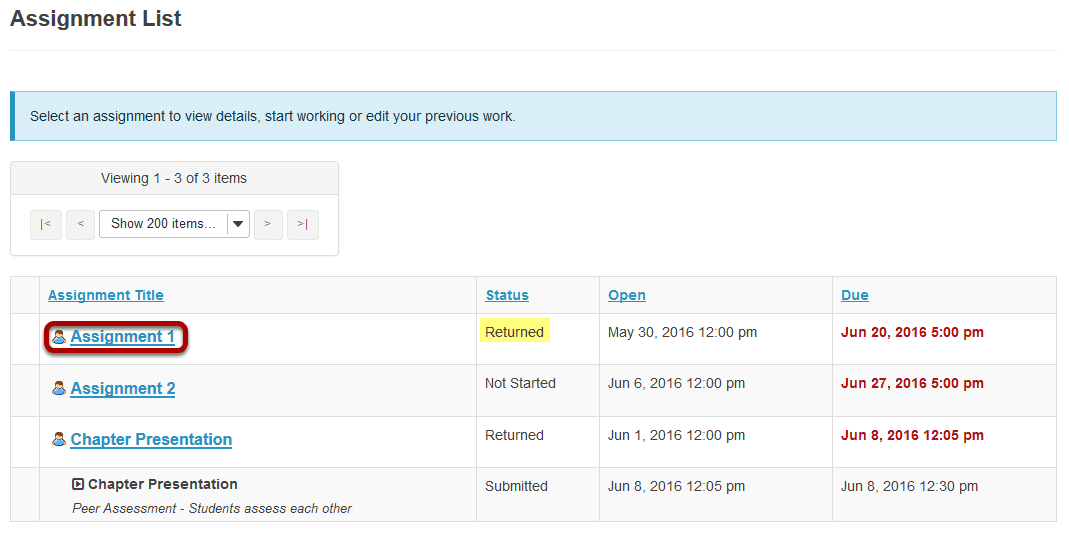 Assignment List
Select an assignment to view details, start working or edit your previous work.
Viewing 1 - 3 of 3 items
|< < Show 200 items... > >|
Assignment Title Status Open Due
Assignment 1 Returned May 30, 2016 12:00 pm Jun 20, 2016 5:00 pm
Assignment 2 Not Started Jun 6, 2016 12:00 pm Jun 27, 2016 5:00 pm
Chapter Presentation Returned Jun 1, 2016 12:00 pm Jun 8, 2016 12:05 pm
Chapter Presentation Submitted Jun 8, 2016 12:05 pm Jun 8, 2016 12:30 pm
Peer Assessment - Students assess each other